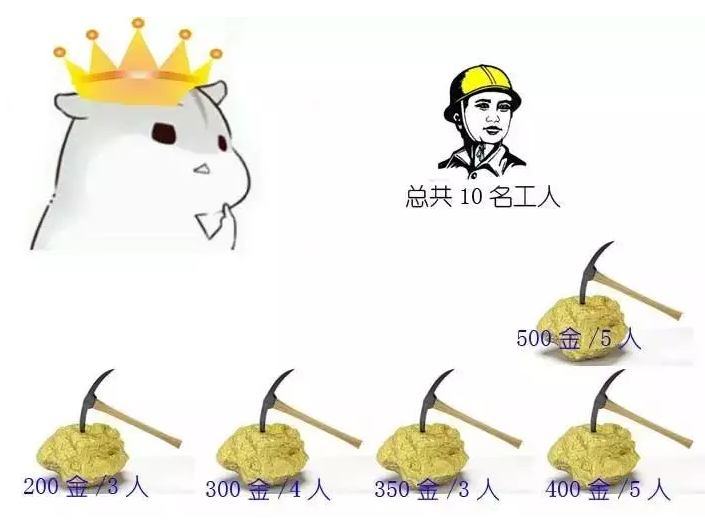 总共 10 名工人
500 金 /5 人
200 金 /3 人
300 金 /4 人
350 金 /3 人
400 金 /5 人